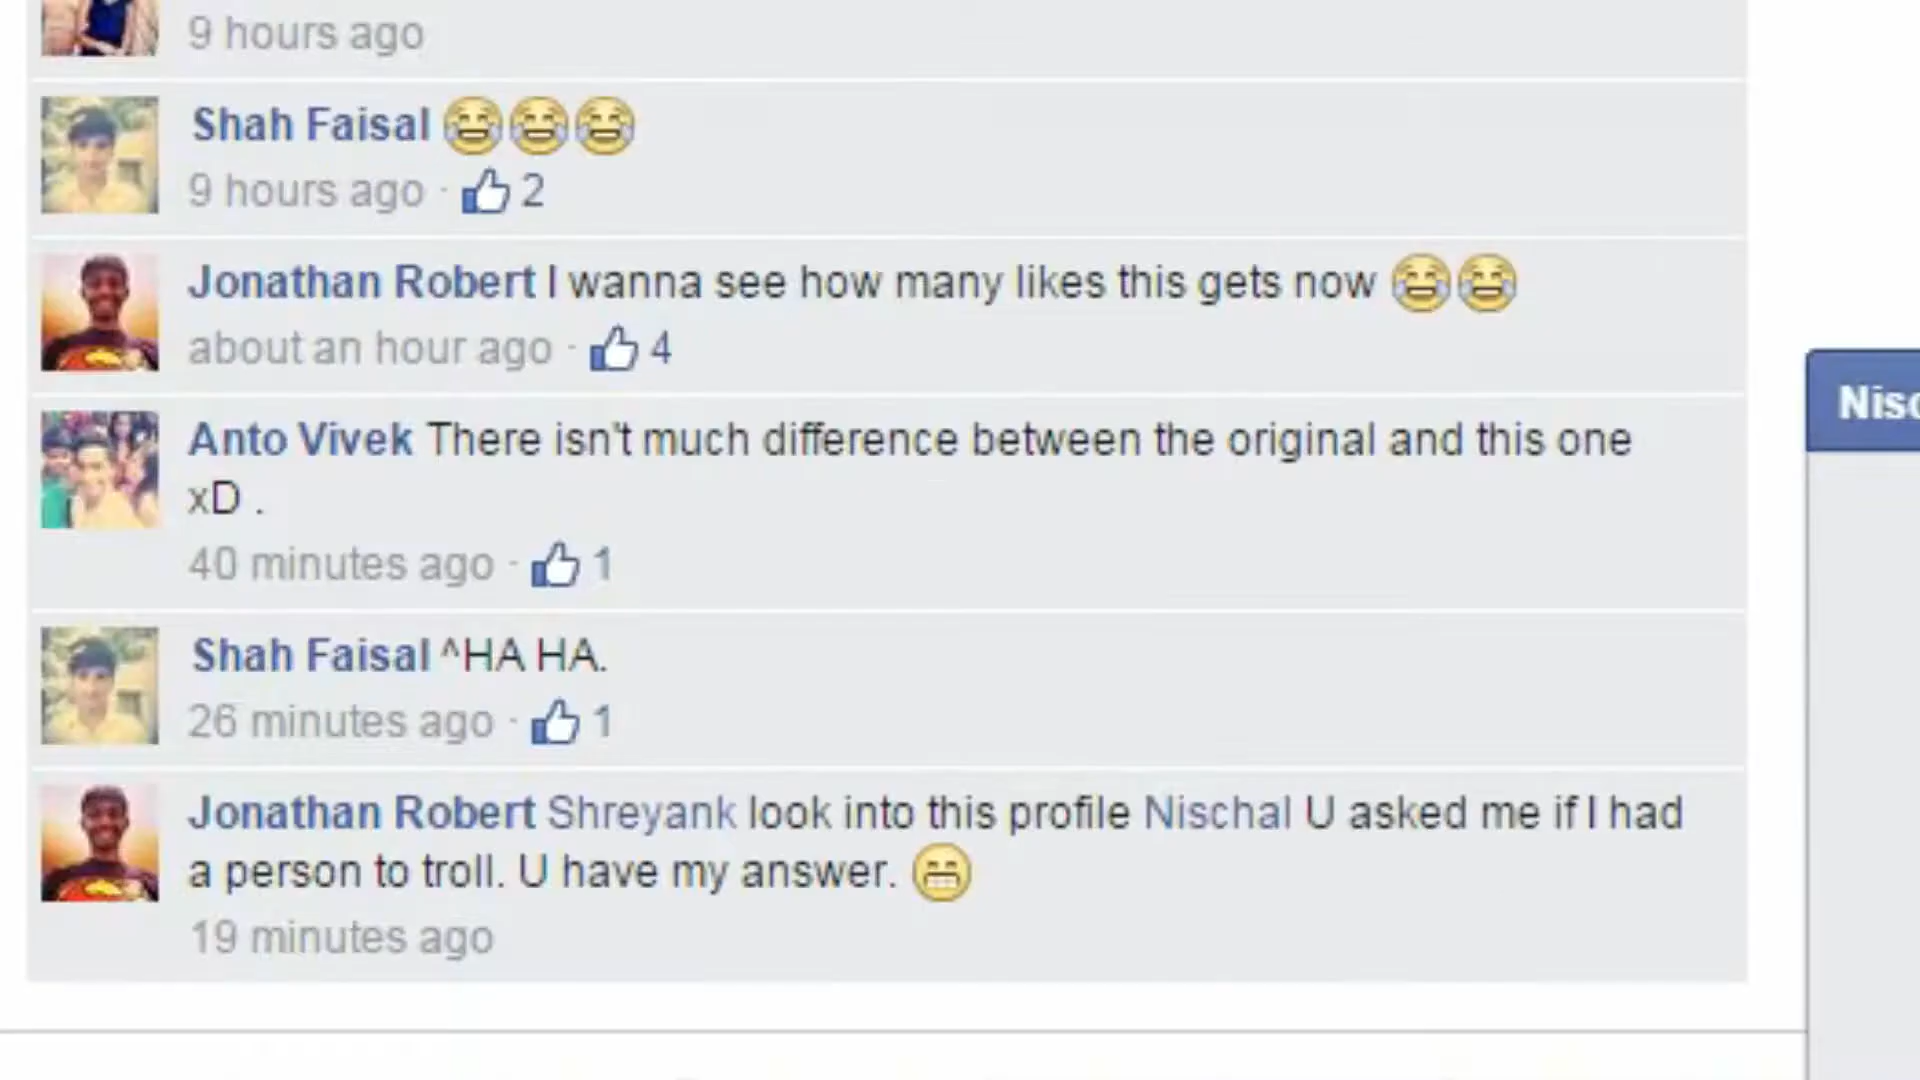 9 hours ago
Shah Faisal 😂😂😂
9 hours ago · 2
Jonathan Robert I wanna see how many likes this gets now 😂😂
about an hour ago · 4
Anto Vivek There isn't much difference between the original and this one
xD .
40 minutes ago · 1
Shah Faisal ^HA HA.
26 minutes ago · 1
Jonathan Robert Shreyank look into this profile Nischal U asked me if I had
a person to troll. U have my answer. 😁
19 minutes ago